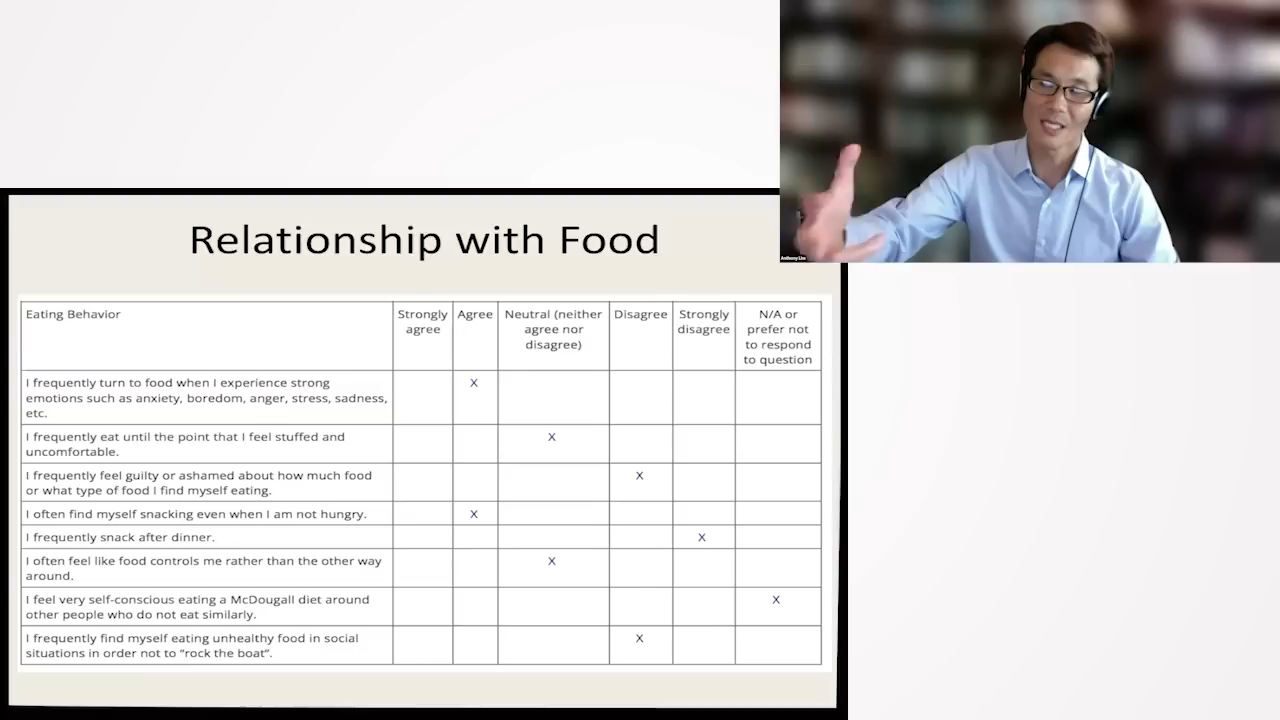 Anthony Lim
Relationship with Food
Eating Behavior
Strongly
agree
Agree
Neutral (neither
agree nor
disagree)
Disagree
Strongly
disagree
N/A or
prefer not
to respond
to question
I frequently turn to food when I experience strong
emotions such as anxiety, boredom, anger, stress, sadness,
etc.
X
I frequently eat until the point that I feel stuffed and
uncomfortable.
X
I frequently feel guilty or ashamed about how much food
or what type of food I find myself eating.
X
I often find myself snacking even when I am not hungry.
X
I frequently snack after dinner.
X
I often feel like food controls me rather than the other way
around.
X
I feel very self-conscious eating a McDougall diet around
other people who do not eat similarly.
X
I frequently find myself eating unhealthy food in social
situations in order not to “rock the boat”.
X